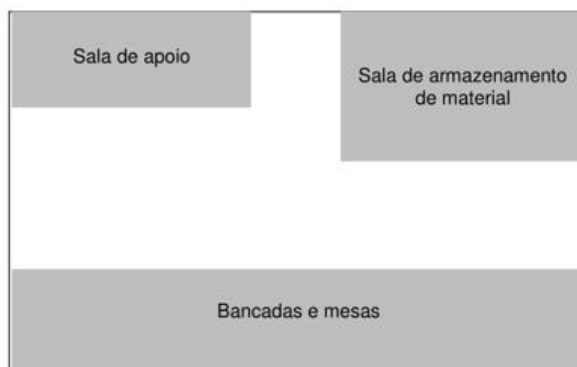 Sala de apoio
Sala de armazenamento
de material
Bancadas e mesas